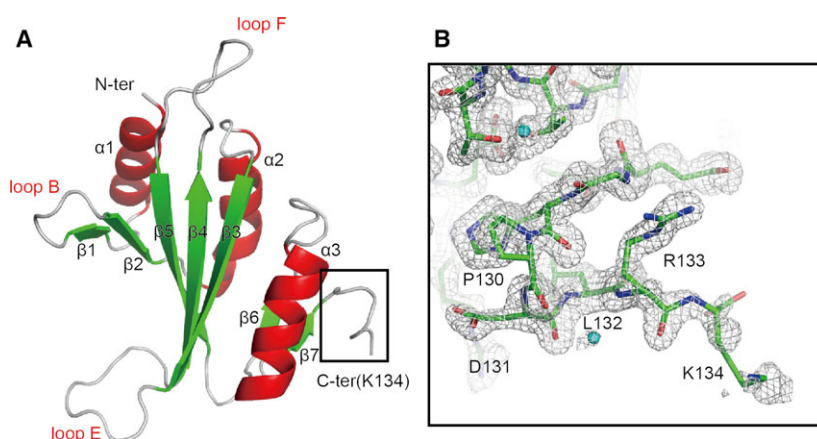 A
loop F
N-ter
α1
α2
loop B
β5
β4
β3
β1
β2
α3
β6
β7
C-ter(K134)
loop E
B
P130
R133
L132
D131
K134